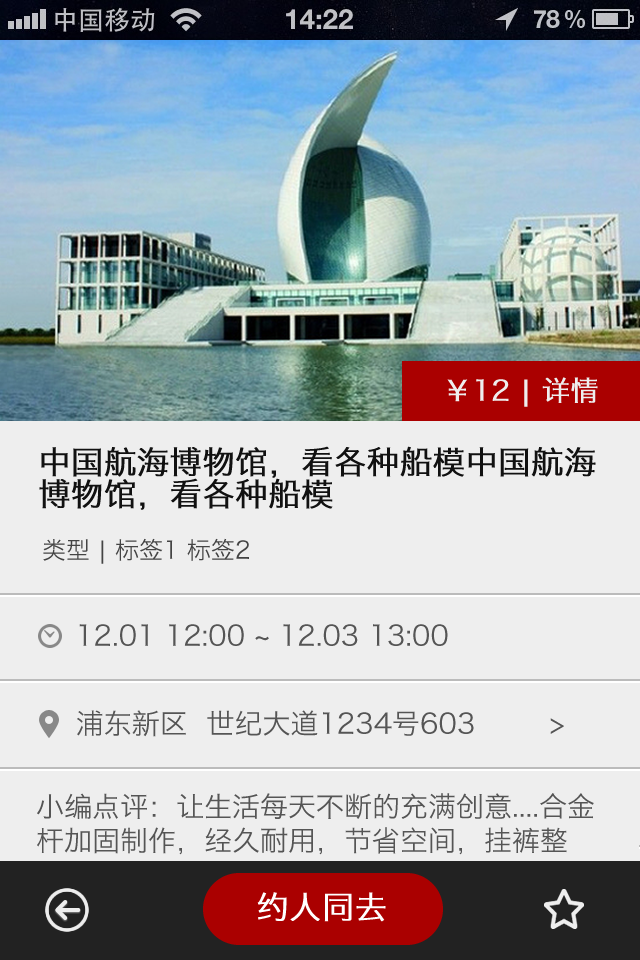 中国移动 14:22 78%
￥12 | 详情
中国航海博物馆，看各种船模中国航海
博物馆，看各种船模
类型 | 标签1 标签2
12.01 12:00 ~ 12.03 13:00
浦东新区 世纪大道1234号603 >
小编点评：让生活每天不断的充满创意....合金
杆加固制作，经久耐用，节省空间，挂裤整
约人同去